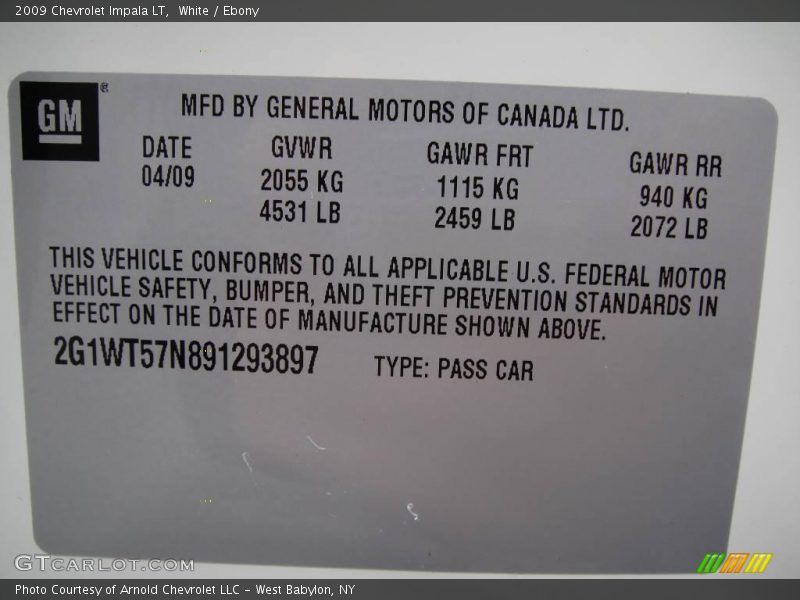 2009 Chevrolet Impala LT, White / Ebony
GM ®
MFD BY GENERAL MOTORS OF CANADA LTD.
DATE GVWR GAWR FRT GAWR RR
04/09 2055 KG 1115 KG 940 KG
4531 LB 2459 LB 2072 LB
THIS VEHICLE CONFORMS TO ALL APPLICABLE U.S. FEDERAL MOTOR
VEHICLE SAFETY, BUMPER, AND THEFT PREVENTION STANDARDS IN
EFFECT ON THE DATE OF MANUFACTURE SHOWN ABOVE.
2G1WT57N891293897 TYPE: PASS CAR
GTCARLOT.COM
Photo Courtesy of Arnold Chevrolet LLC - West Babylon, NY